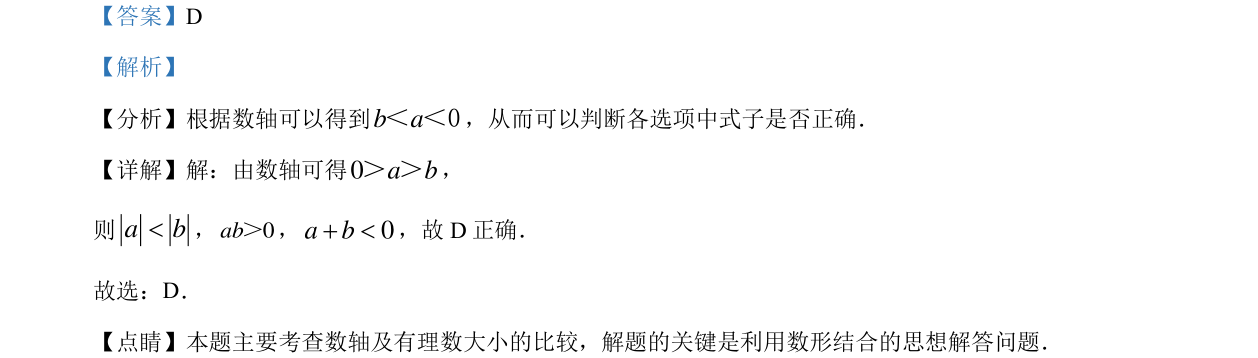 【答案】D
【解析】
【分析】根据数轴可以得到b<a<0，从而可以判断各选项中式子是否正确．
【详解】解：由数轴可得0>a>b，
则|a|<|b|，ab>0，a+b<0，故 D 正确．
故选：D．
【点睛】本题主要考查数轴及有理数大小的比较，解题的关键是利用数形结合的思想解答问题．